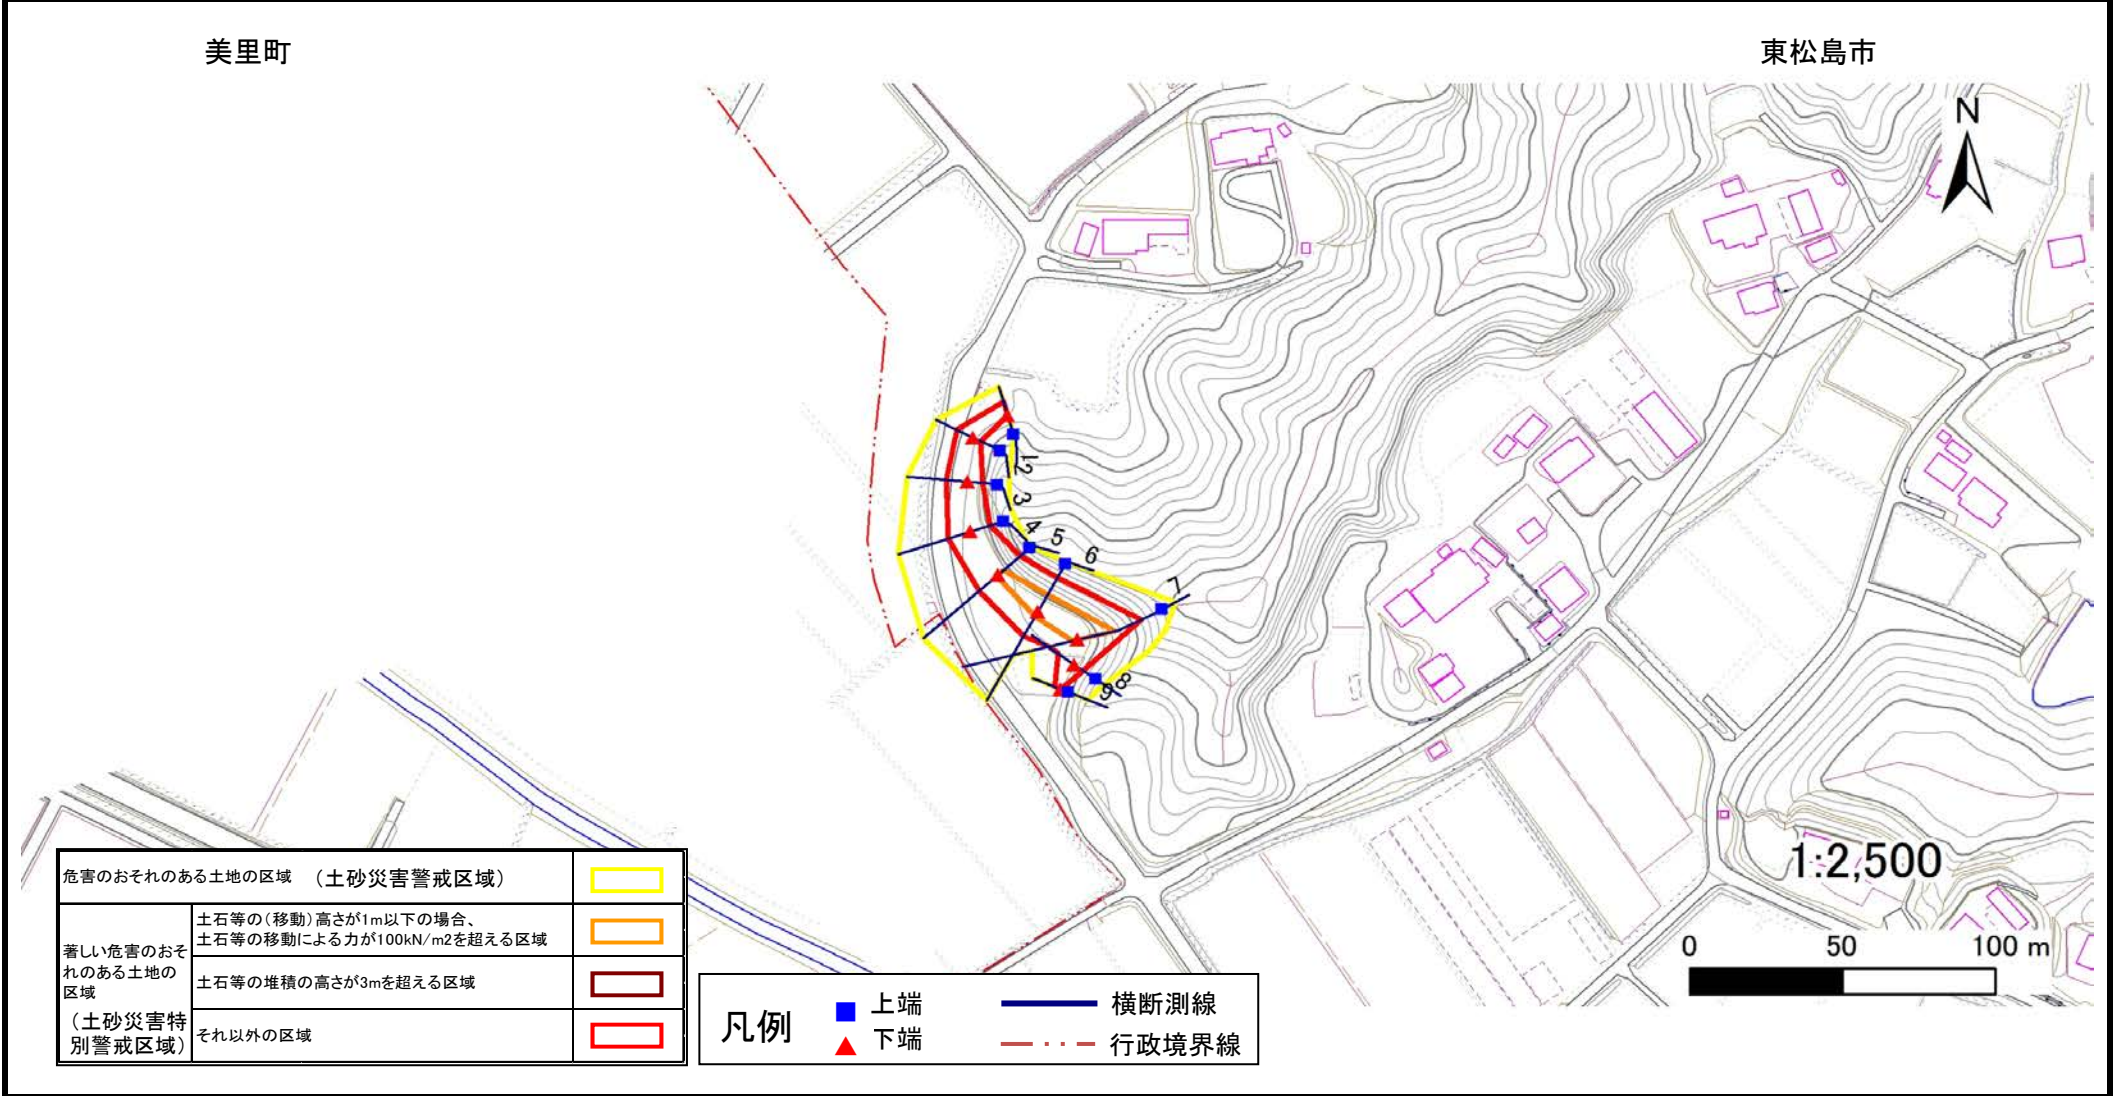 美里町
東松島市
N
1
2
3
4
5
6
7
8
9
1:2,500
0 50 100 m
危害のおそれのある土地の区域 (土砂災害警戒区域)
著しい危害のおそ
れのある土地の
区域
(土砂災害特
別警戒区域)
土石等の(移動)高さが1m以下の場合、
土石等の移動による力が100kN/m2を超える区域
土石等の堆積の高さが3mを超える区域
それ以外の区域
凡例
上端
下端
横断測線
行政境界線